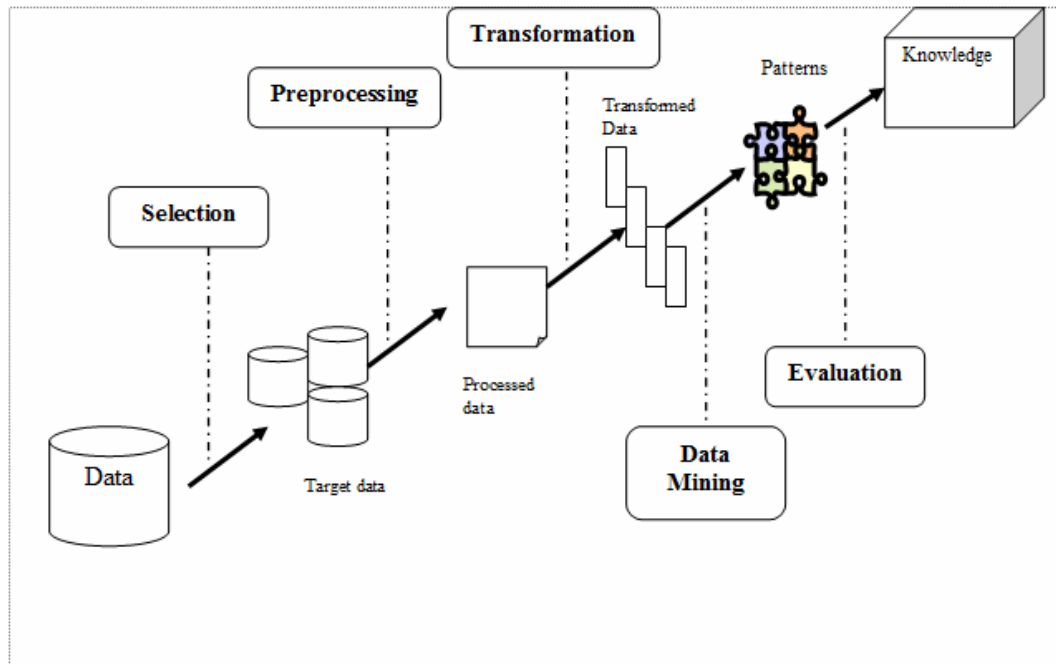 Transformation
Knowledge
Patterns
Preprocessing
Transformed
Data
Selection
Processed
data
Evaluation
Data
Mining
Data
Target data